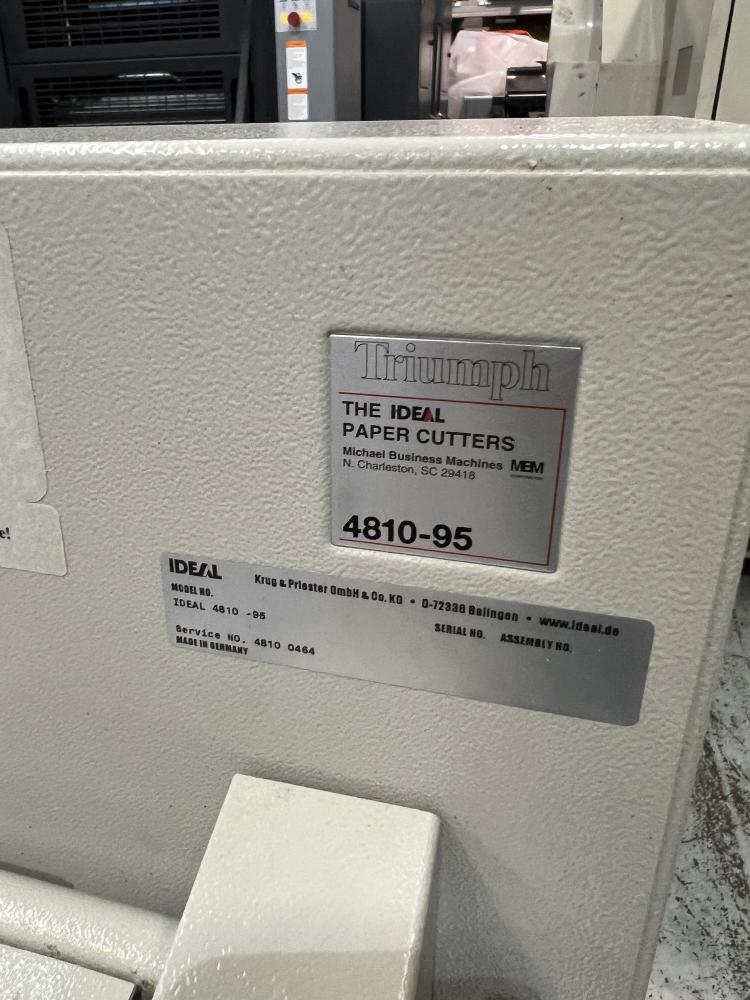 Triumph
THE IDEAL
PAPER CUTTERS
Michael Business Machines MBM
N. Charleston, SC 29418
4810-95
e!
IDEAL Krug & Priester GmbH & Co. KG • D-72336 Balingen • www.ideal.de
MODEL NO. SERIAL NO. ASSEMBLY NO.
IDEAL 4810 -95
Service NO. 4810 0464
MADE IN GERMANY